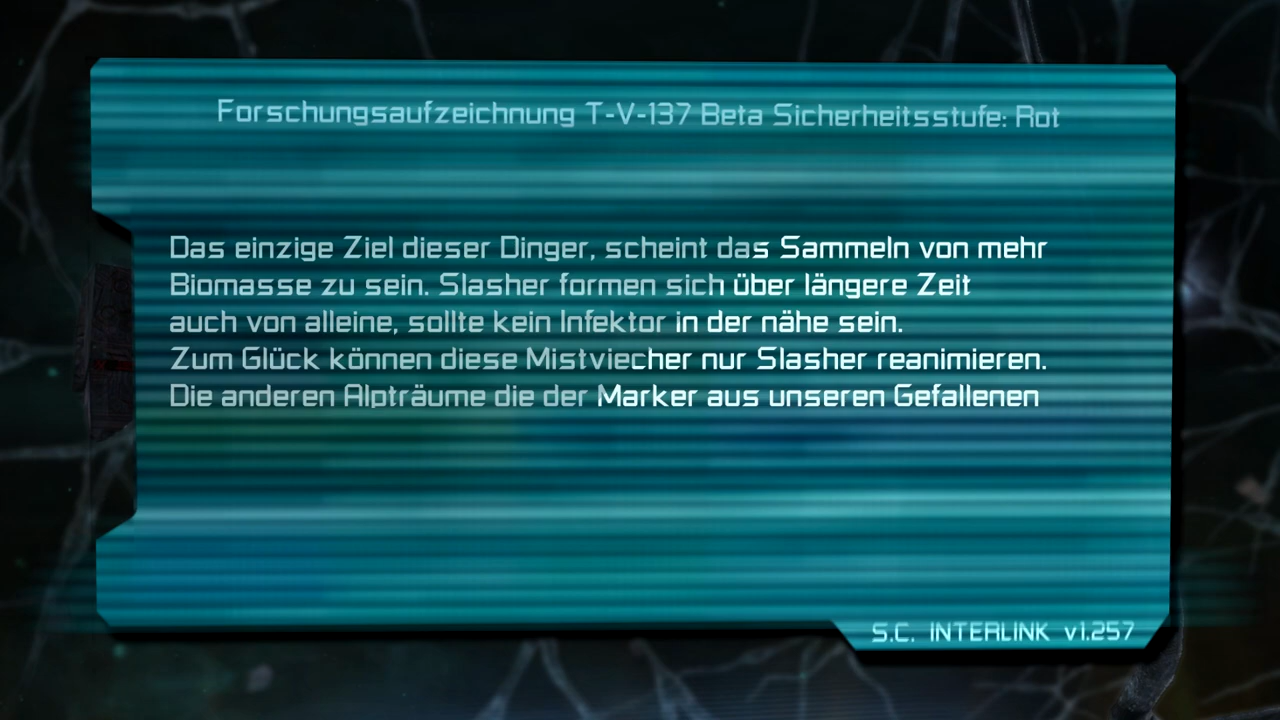 Forschungsaufzeichnung T-V-137 Beta Sicherheitsstufe: Rot
Das einzige Ziel dieser Dinger, scheint das Sammeln von mehr
Biomasse zu sein. Slasher formen sich über längere Zeit
auch von alleine, sollte kein Infektor in der nähe sein.
Zum Glück können diese Mistviecher nur Slasher reanimieren.
Die anderen Alpträume die der Marker aus unseren Gefallenen
S.C. INTERLINK v1.257